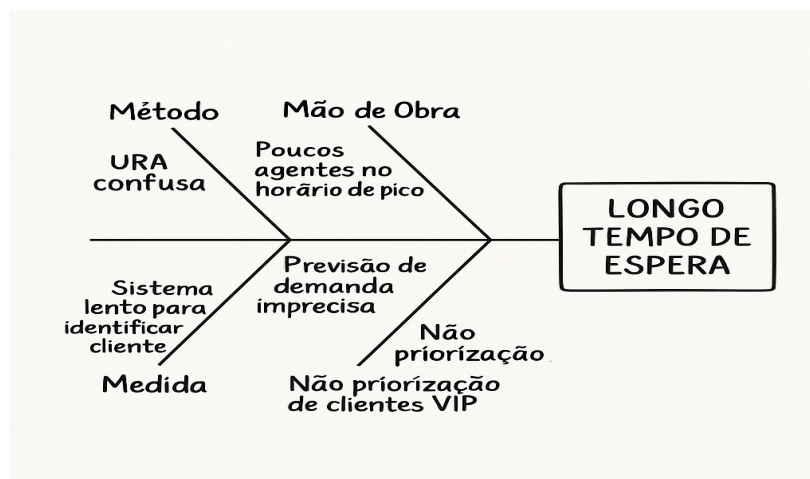 Método
URA
confusa
Mão de Obra
Poucos
agentes no
horãrio de pico
LONGO
TEMPO DE
ESPERA
Sistema
lento para
identificar
cliente
Medida
Previsão de
demanda
imprecisa
Não
priorização
Não priorização
de clientes VIP